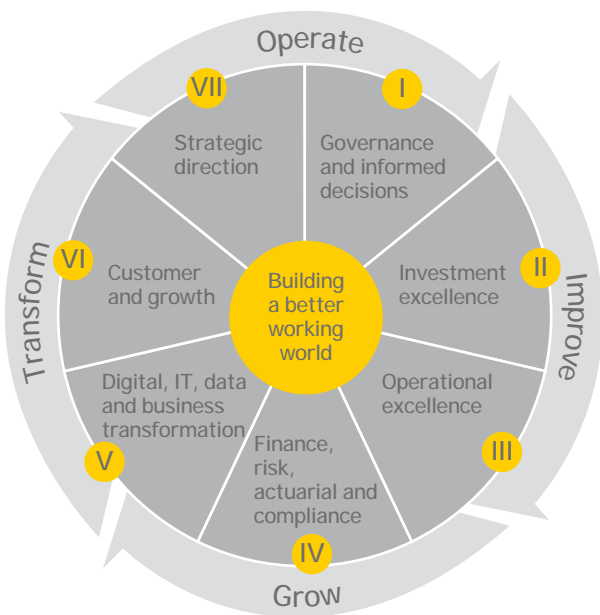 Operate
VII
I
Strategic
direction
Governance
and informed
decisions
Transform
VI
Customer
and growth
Building
a better
working
world
Investment
excellence
II
Improve
Digital, IT, data
and business
transformation
V
Finance,
risk,
actuarial and
compliance
IV
Operational
excellence
III
Grow